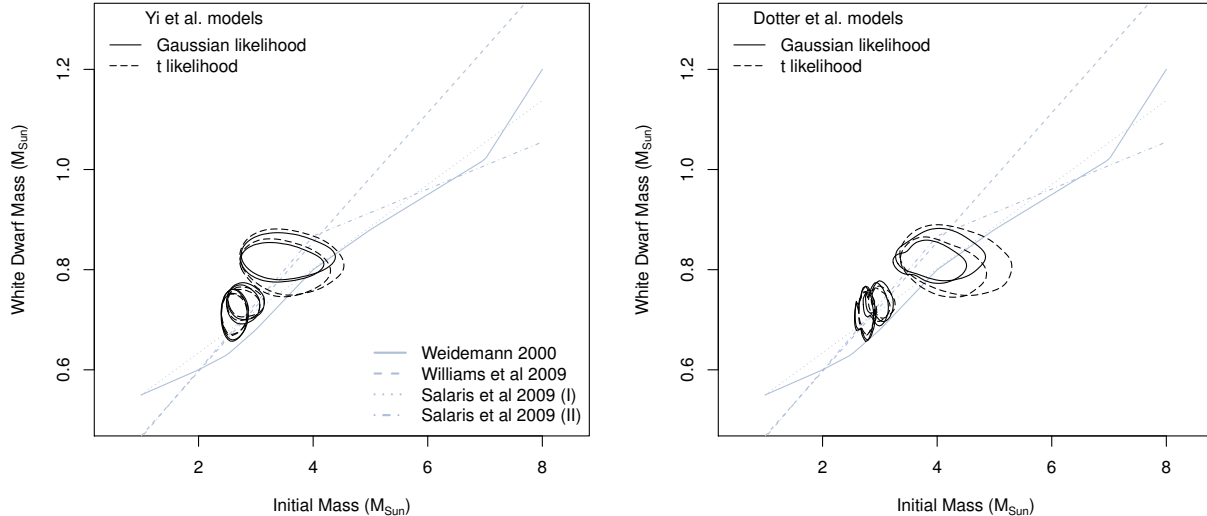 Yi et al. models
Gaussian likelihood
t likelihood
White Dwarf Mass (M_Sun)
1.2
1.0
0.8
0.6
Weidemann 2000
Williams et al 2009
Salaris et al 2009 (I)
Salaris et al 2009 (II)
2 4 6 8
Initial Mass (M_Sun)
Dotter et al. models
Gaussian likelihood
t likelihood
White Dwarf Mass (M_Sun)
1.2
1.0
0.8
0.6
2 4 6 8
Initial Mass (M_Sun)